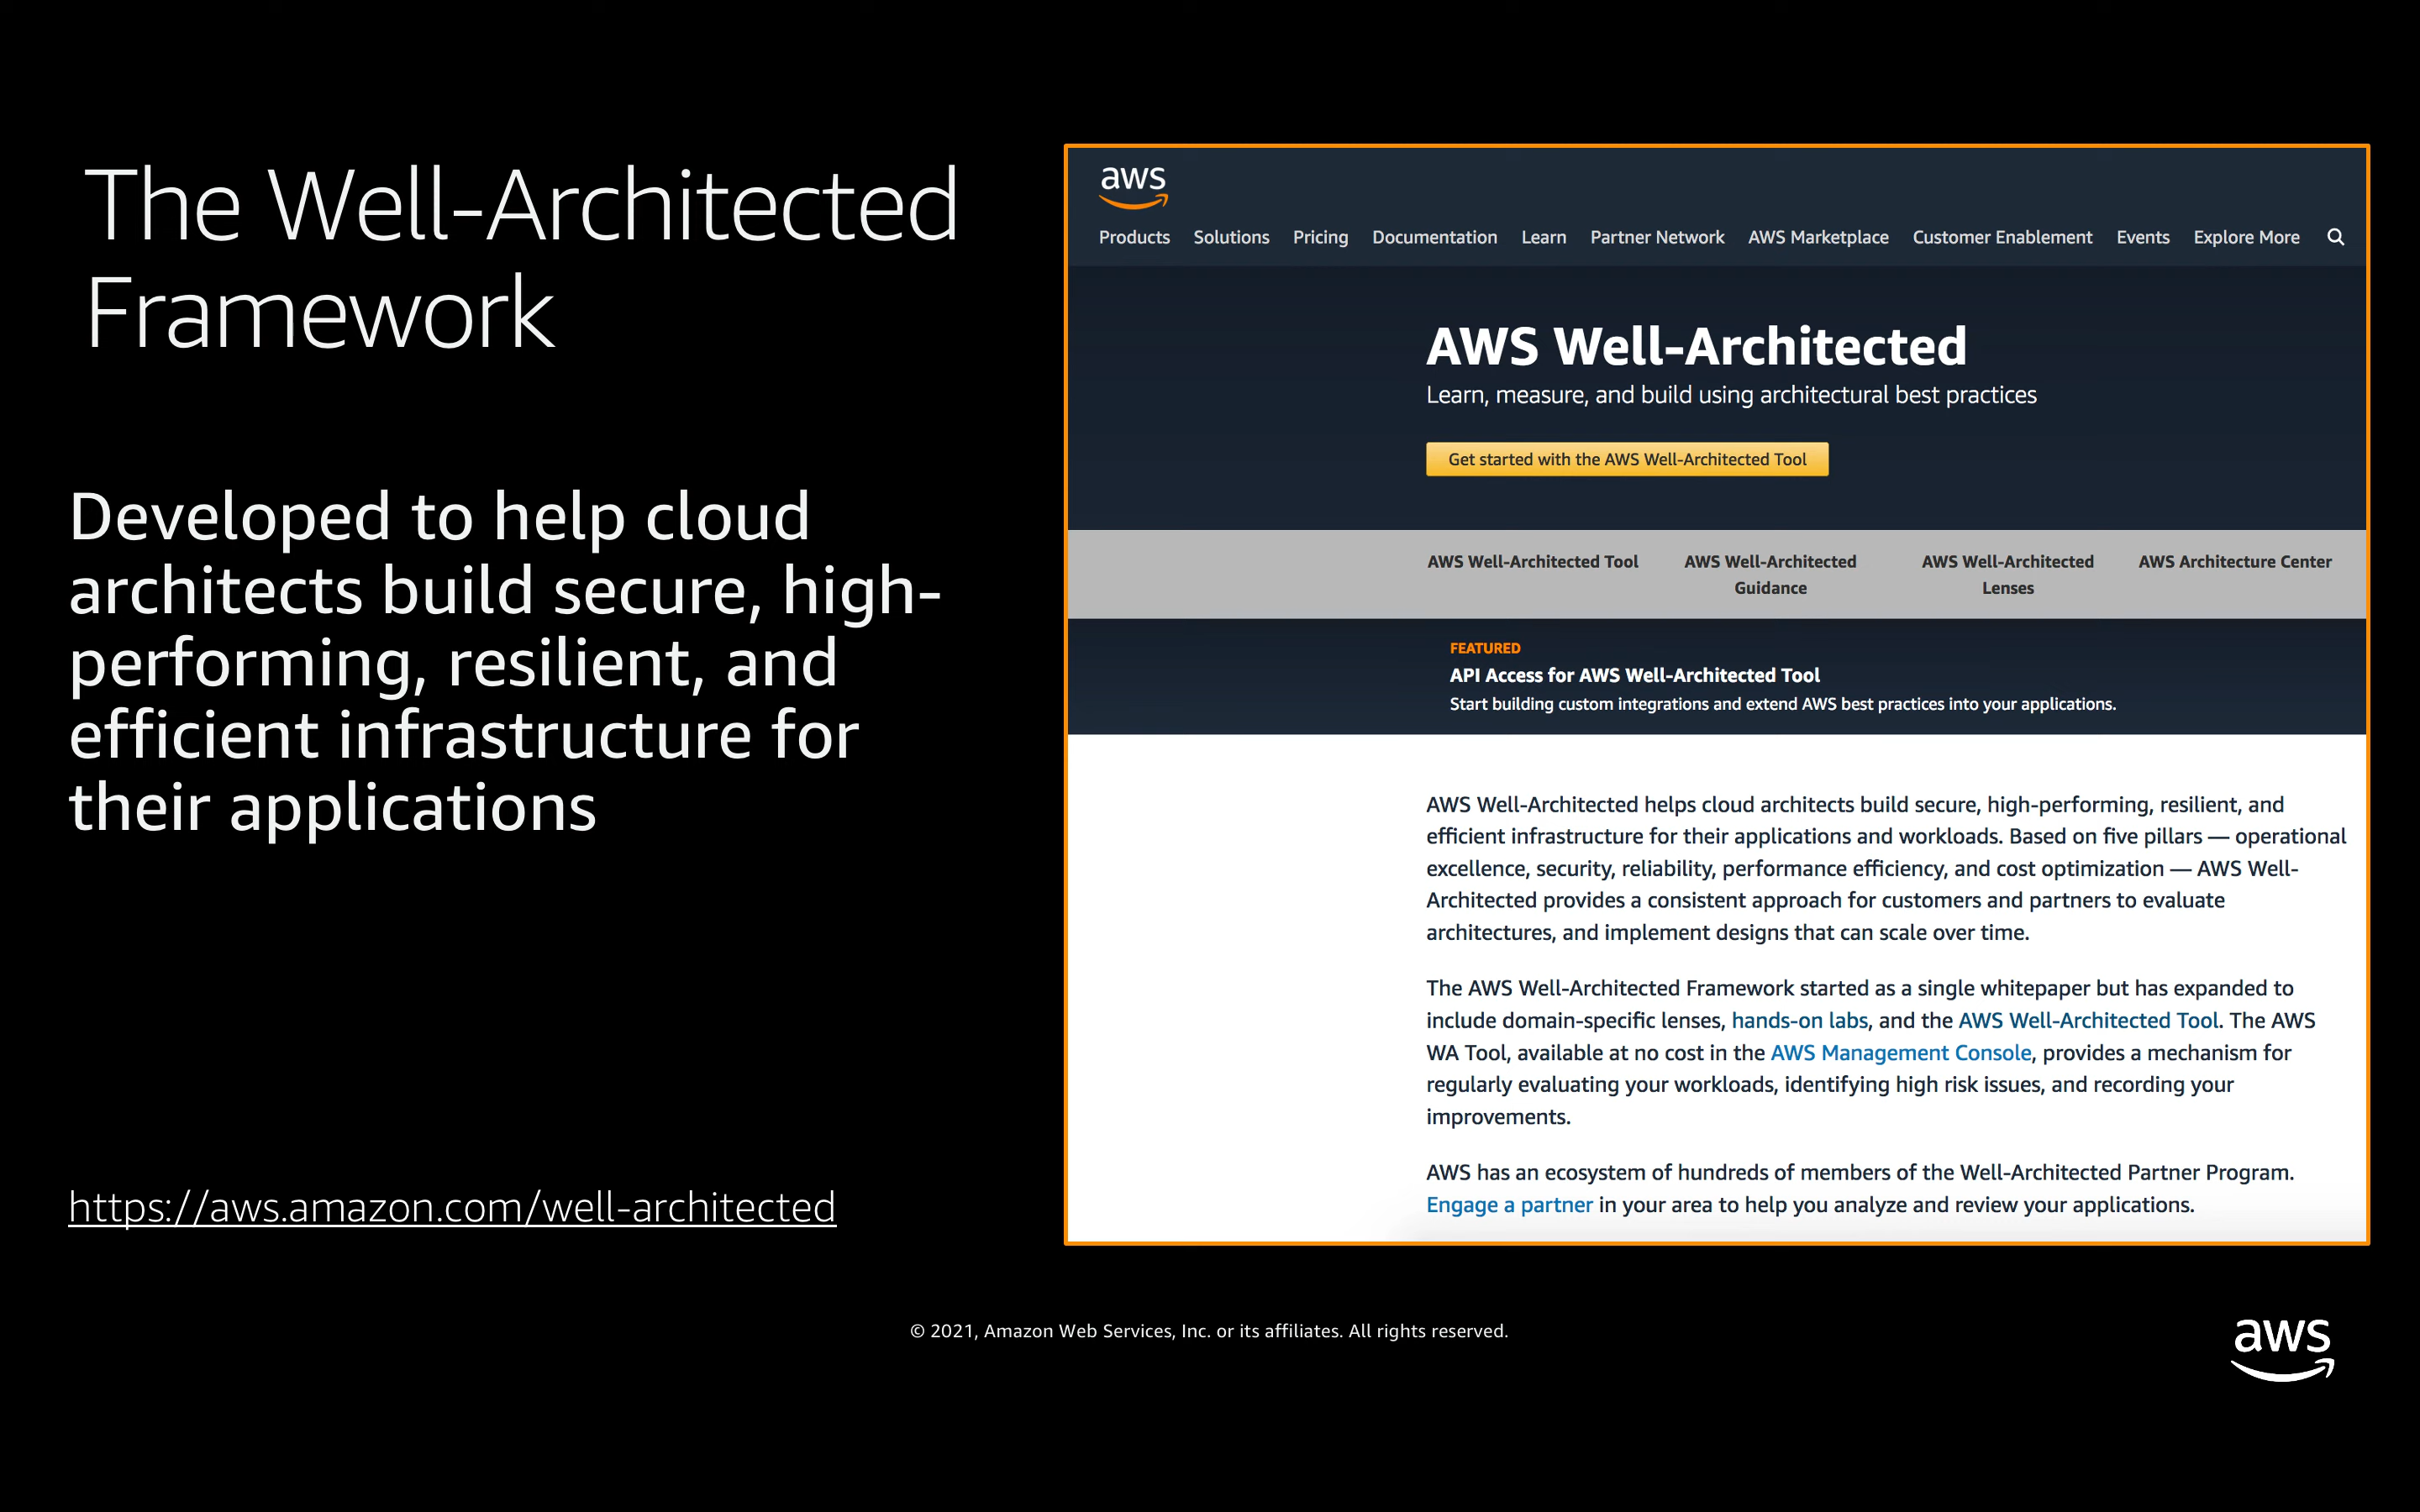 The Well-Architected
Framework
Developed to help cloud
architects build secure, high-
performing, resilient, and
efficient infrastructure for
their applications
https://aws.amazon.com/well-architected
aws
Products Solutions Pricing Documentation Learn Partner Network AWS Marketplace Customer Enablement Events Explore More
AWS Well-Architected
Learn, measure, and build using architectural best practices
Get started with the AWS Well-Architected Tool
AWS Well-Architected Tool
AWS Well-Architected
Guidance
AWS Well-Architected
Lenses
AWS Architecture Center
FEATURED
API Access for AWS Well-Architected Tool
Start building custom integrations and extend AWS best practices into your applications.
AWS Well-Architected helps cloud architects build secure, high-performing, resilient, and
efficient infrastructure for their applications and workloads. Based on five pillars — operational
excellence, security, reliability, performance efficiency, and cost optimization — AWS Well-
Architected provides a consistent approach for customers and partners to evaluate
architectures, and implement designs that can scale over time.
The AWS Well-Architected Framework started as a single whitepaper but has expanded to
include domain-specific lenses, hands-on labs, and the AWS Well-Architected Tool. The AWS
WA Tool, available at no cost in the AWS Management Console, provides a mechanism for
regularly evaluating your workloads, identifying high risk issues, and recording your
improvements.
AWS has an ecosystem of hundreds of members of the Well-Architected Partner Program.
Engage a partner in your area to help you analyze and review your applications.
© 2021, Amazon Web Services, Inc. or its affiliates. All rights reserved.
aws